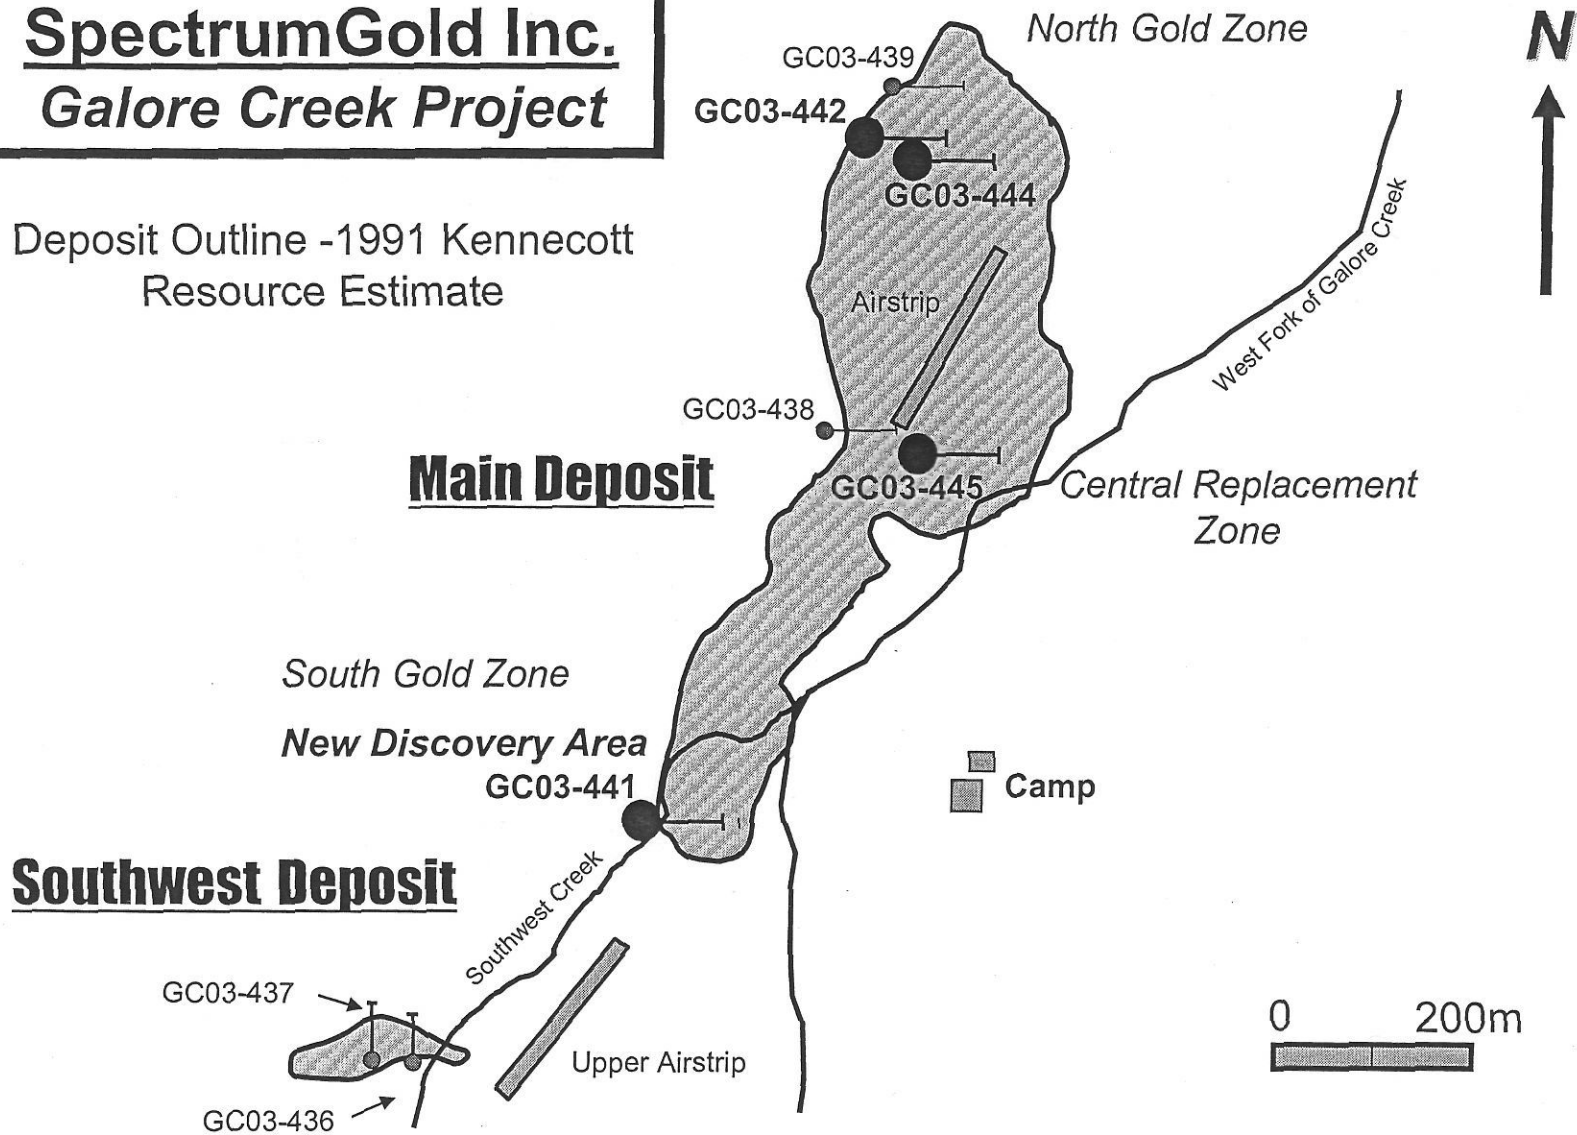 SpectrumGold Inc.
Galore Creek Project
Deposit Outline -1991 Kennecott
Resource Estimate
North Gold Zone
N
GC03-439
GC03-442
GC03-444
Airstrip
West Fork of Galore Creek
GC03-438
Main Deposit
GC03-445
Central Replacement
Zone
South Gold Zone
New Discovery Area
GC03-441
Camp
Southwest Deposit
Southwest Creek
GC03-437
Upper Airstrip
GC03-436
0 200m